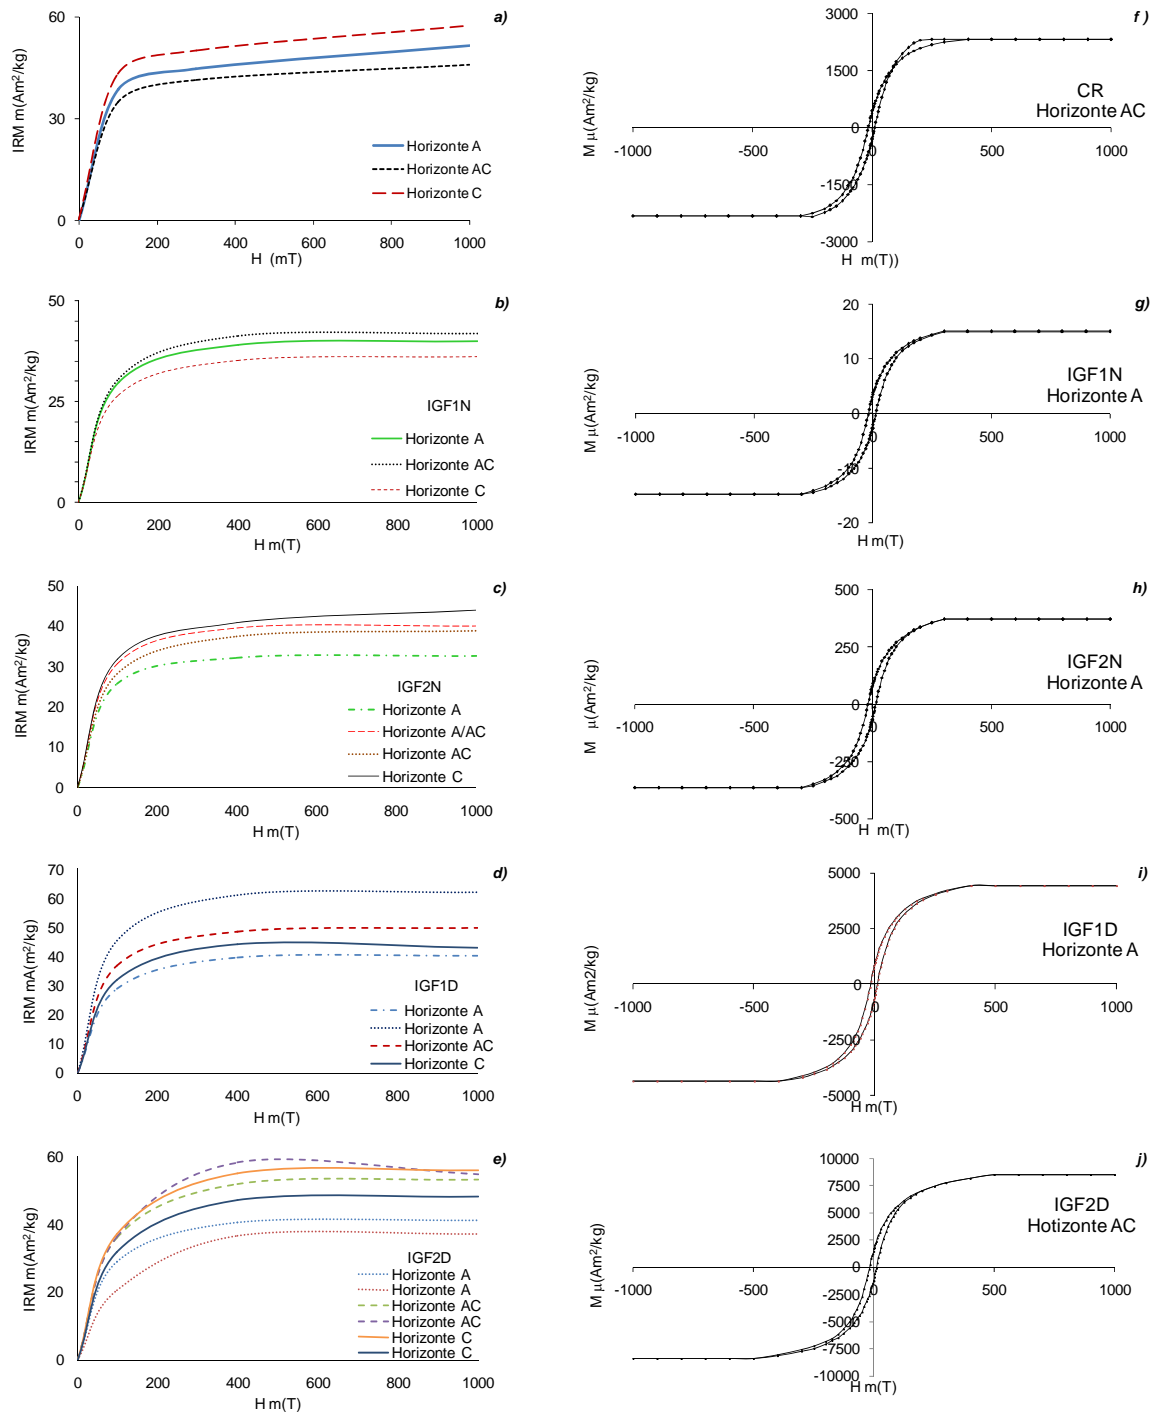 a)
IRM m(Am²/kg)
60
30
0
0 200 400 600 800 1000
H (mT)
Horizonte A
Horizonte AC
Horizonte C
f )
M µ(Am²/kg)
3000
1500
0
-1500
-3000
-1000 -500 0 500 1000
H m(T))
CR
Horizonte AC
b)
IRM m(Am²/kg)
50
25
0
0 200 400 600 800 1000
H m(T)
IGF1N
Horizonte A
Horizonte AC
Horizonte C
g)
M µ(Am²/kg)
20
10
0
-10
-20
-1000 -500 0 500 1000
H m(T)
IGF1N
Horizonte A
c)
IRM m(Am²/kg)
50
40
30
20
10
0
0 200 400 600 800 1000
H m(T)
IGF2N
Horizonte A
Horizonte A/AC
Horizonte AC
Horizonte C
h)
M µ(Am²/kg)
500
250
0
-250
-500
-1000 -500 0 500 1000
H m(T)
IGF2N
Horizonte A
d)
IRM mA(m²/kg)
70
60
50
40
30
20
10
0
0 200 400 600 800 1000
H m(T)
IGF1D
Horizonte A
Horizonte A
Horizonte AC
Horizonte C
i)
M µ(Am2/kg)
5000
2500
0
-2500
-5000
-1000 -500 0 500 1000
H m(T)
IGF1D
Horizonte A
e)
IRM m(Am²/kg)
60
40
20
0
0 200 400 600 800 1000
H m(T)
IGF2D
Horizonte A
Horizonte A
Horizonte AC
Horizonte AC
Horizonte C
Horizonte C
j)
M µ(Am²/kg)
10000
7500
5000
2500
0
-2500
-5000
-7500
-10000
-1000 -500 0 500 1000
H m(T)
IGF2D
Hotizonte AC